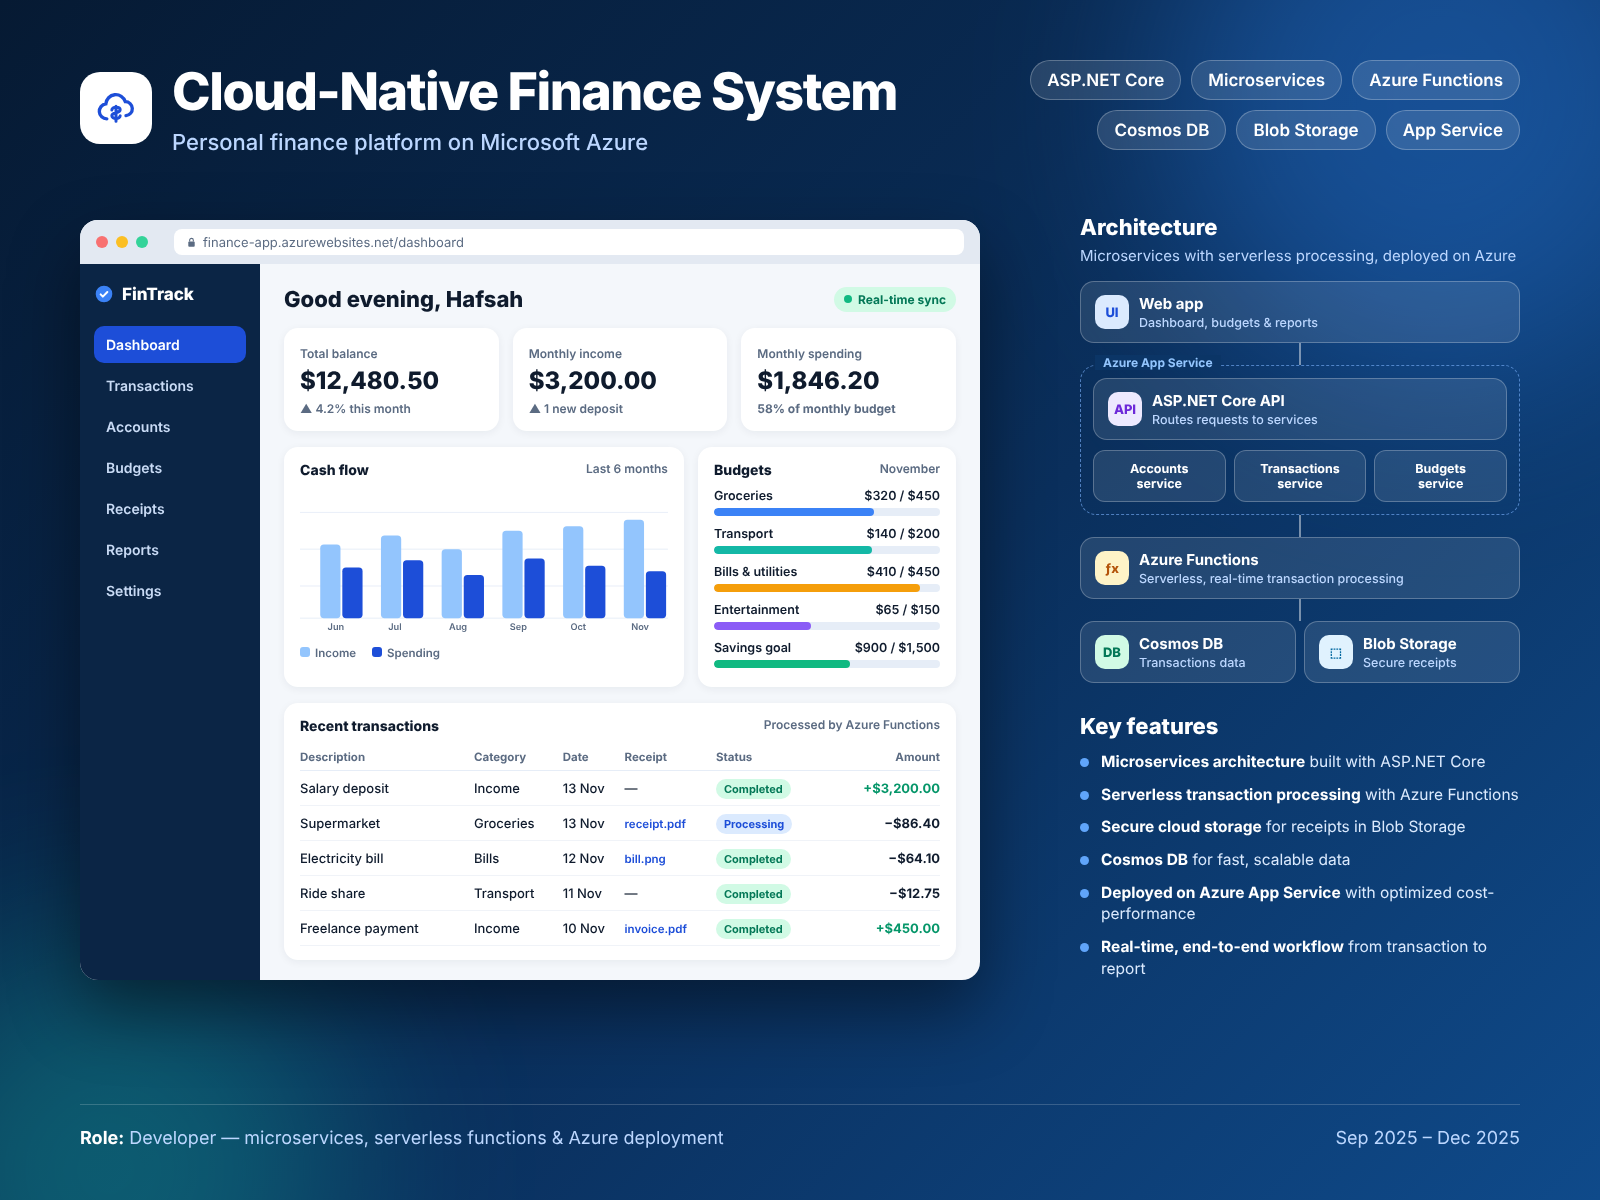 Cloud-Native Finance System
Personal finance platform on Microsoft Azure
ASP.NET Core
Microservices
Azure Functions
Cosmos DB
Blob Storage
App Service
finance-app.azurewebsites.net/dashboard
FinTrack
Dashboard
Transactions
Accounts
Budgets
Receipts
Reports
Settings
Good evening, Hafsah
Real-time sync
Total balance
$12,480.50
▲ 4.2% this month
Monthly income
$3,200.00
▲ 1 new deposit
Monthly spending
$1,846.20
58% of monthly budget
Cash flow
Last 6 months
Jun Jul Aug Sep Oct Nov
Income Spending
Budgets
November
Groceries $320 / $450
Transport $140 / $200
Bills & utilities $410 / $450
Entertainment $65 / $150
Savings goal $900 / $1,500
Recent transactions
Processed by Azure Functions
Description Category Date Receipt Status Amount
Salary deposit Income 13 Nov — Completed +$3,200.00
Supermarket Groceries 13 Nov receipt.pdf Processing −$86.40
Electricity bill Bills 12 Nov bill.png Completed −$64.10
Ride share Transport 11 Nov — Completed −$12.75
Freelance payment Income 10 Nov invoice.pdf Completed +$450.00
Architecture
Microservices with serverless processing, deployed on Azure
UI
Web app
Dashboard, budgets & reports
Azure App Service
API
ASP.NET Core API
Routes requests to services
Accounts
service
Transactions
service
Budgets
service
ƒx
Azure Functions
Serverless, real-time transaction processing
DB
Cosmos DB
Transactions data
Blob Storage
Secure receipts
Key features
Microservices architecture built with ASP.NET Core
Serverless transaction processing with Azure Functions
Secure cloud storage for receipts in Blob Storage
Cosmos DB for fast, scalable data
Deployed on Azure App Service with optimized cost-
performance
Real-time, end-to-end workflow from transaction to
report
Role: Developer — microservices, serverless functions & Azure deployment
Sep 2025 – Dec 2025